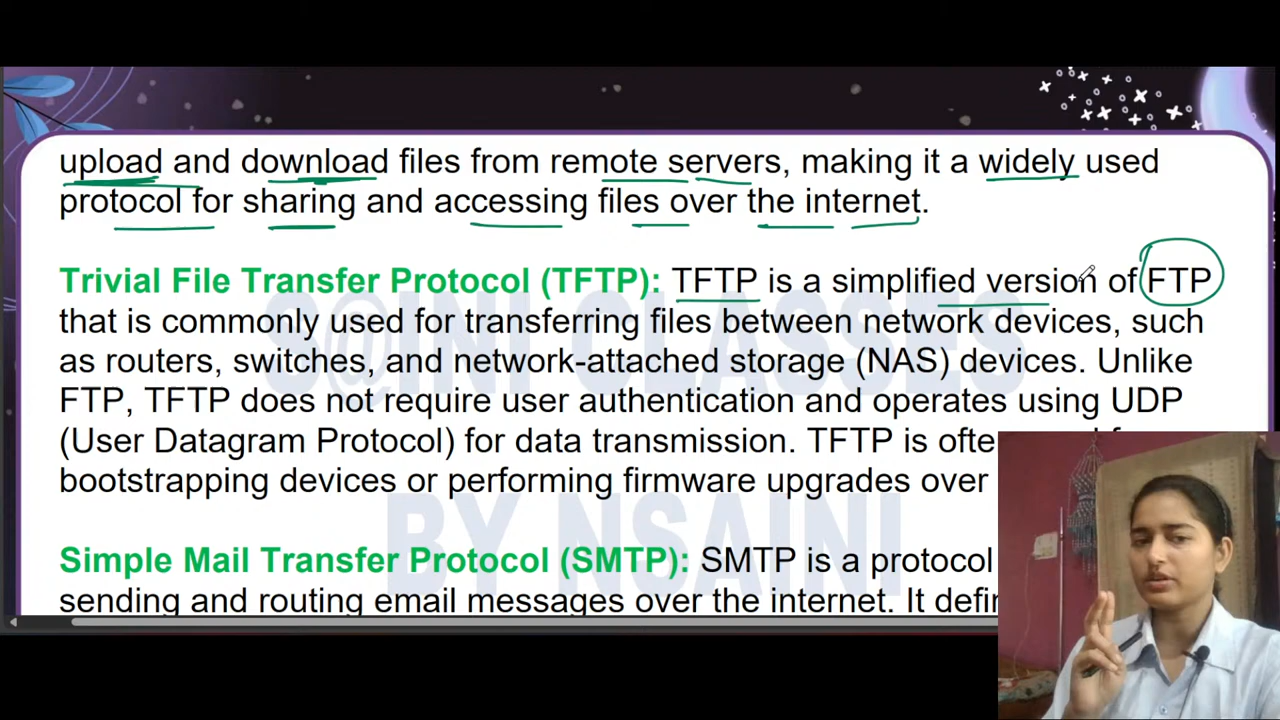 upload and download files from remote servers, making it a widely used
protocol for sharing and accessing files over the internet.
Trivial File Transfer Protocol (TFTP): TFTP is a simplified version of FTP
that is commonly used for transferring files between network devices, such
as routers, switches, and network-attached storage (NAS) devices. Unlike
FTP, TFTP does not require user authentication and operates using UDP
(User Datagram Protocol) for data transmission. TFTP is
bootstrapping devices or performing firmware upgrades over
Simple Mail Transfer Protocol (SMTP): SMTP is a protocol
sending and routing email messages over the internet. It
S@INI CLASSES
BY NSAINI